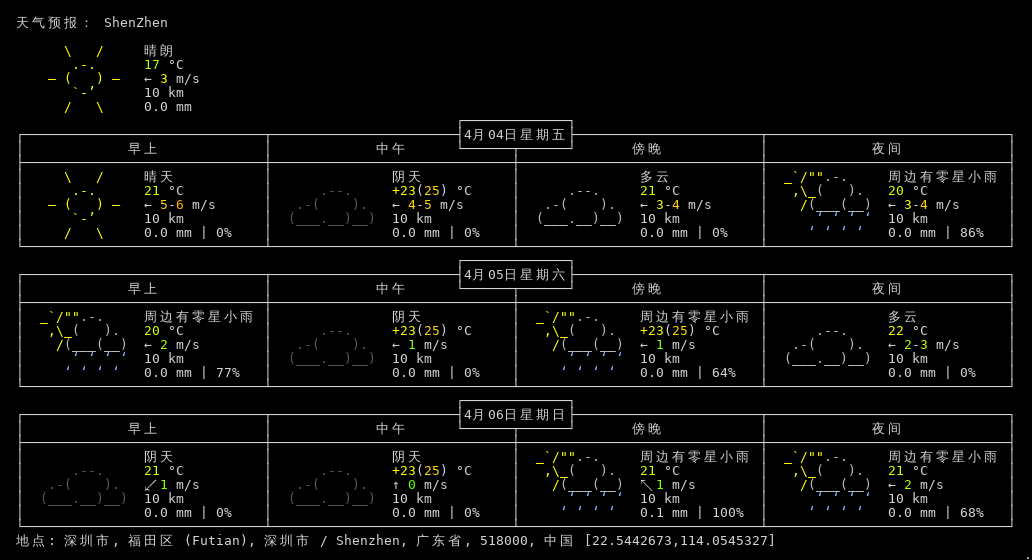 天气预报： ShenZhen
晴朗
17 °C
← 3 m/s
10 km
0.0 mm
4月04日星期五
早上 中午 傍晚 夜间
晴天 阴天 多云 周边有零星小雨
21 °C +23(25) °C 21 °C 20 °C
← 5-6 m/s ← 4-5 m/s ← 3-4 m/s ← 3-4 m/s
10 km 10 km 10 km 10 km
0.0 mm | 0% 0.0 mm | 0% 0.0 mm | 0% 0.0 mm | 86%
4月05日星期六
早上 中午 傍晚 夜间
周边有零星小雨 阴天 周边有零星小雨 多云
20 °C +23(25) °C +23(25) °C 22 °C
← 2 m/s ← 1 m/s ← 1 m/s ← 2-3 m/s
10 km 10 km 10 km 10 km
0.0 mm | 77% 0.0 mm | 0% 0.0 mm | 64% 0.0 mm | 0%
4月06日星期日
早上 中午 傍晚 夜间
阴天 阴天 周边有零星小雨 周边有零星小雨
21 °C +23(25) °C 21 °C 21 °C
↙ 1 m/s ↑ 0 m/s ↖ 1 m/s ← 2 m/s
10 km 10 km 10 km 10 km
0.0 mm | 0% 0.0 mm | 0% 0.1 mm | 100% 0.0 mm | 68%
地点: 深圳市, 福田区 (Futian), 深圳市 / Shenzhen, 广东省, 518000, 中国 [22.5442673,114.0545327]